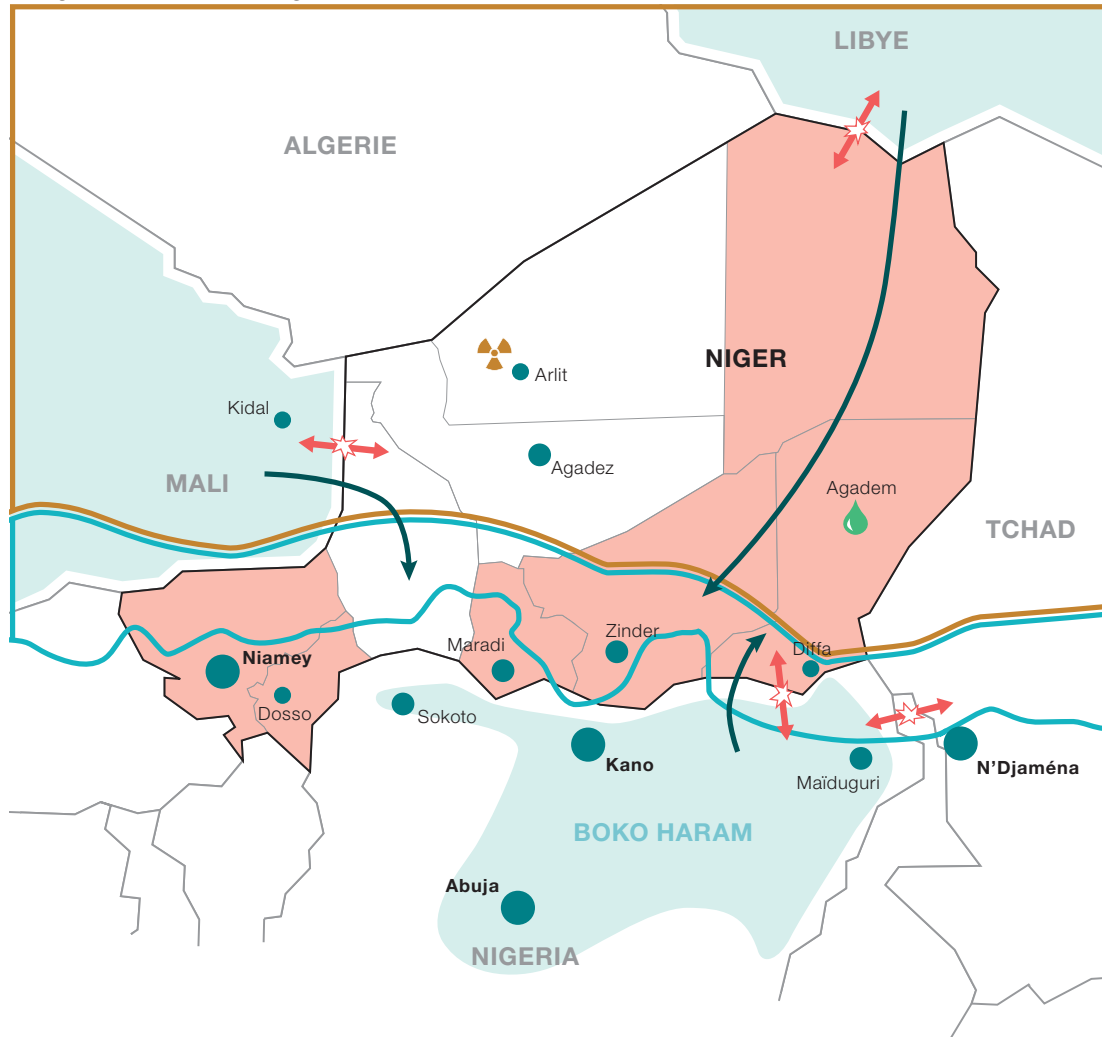 LIBYE
ALGERIE
NIGER
Arlit
Kidal
Agadez
MALI
Agadem
TCHAD
Zinder
Maradi
Diffa
Niamey
Dosso
Sokoto
Kano
N'Djaména
Maïduguri
BOKO HARAM
Abuja
NIGERIA